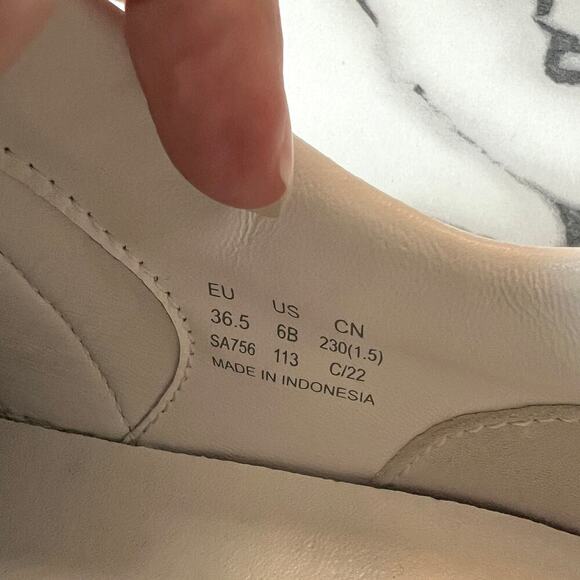 EU US CN
36.5 6B 230(1.5)
SA756 113 C/22
MADE IN INDONESIA